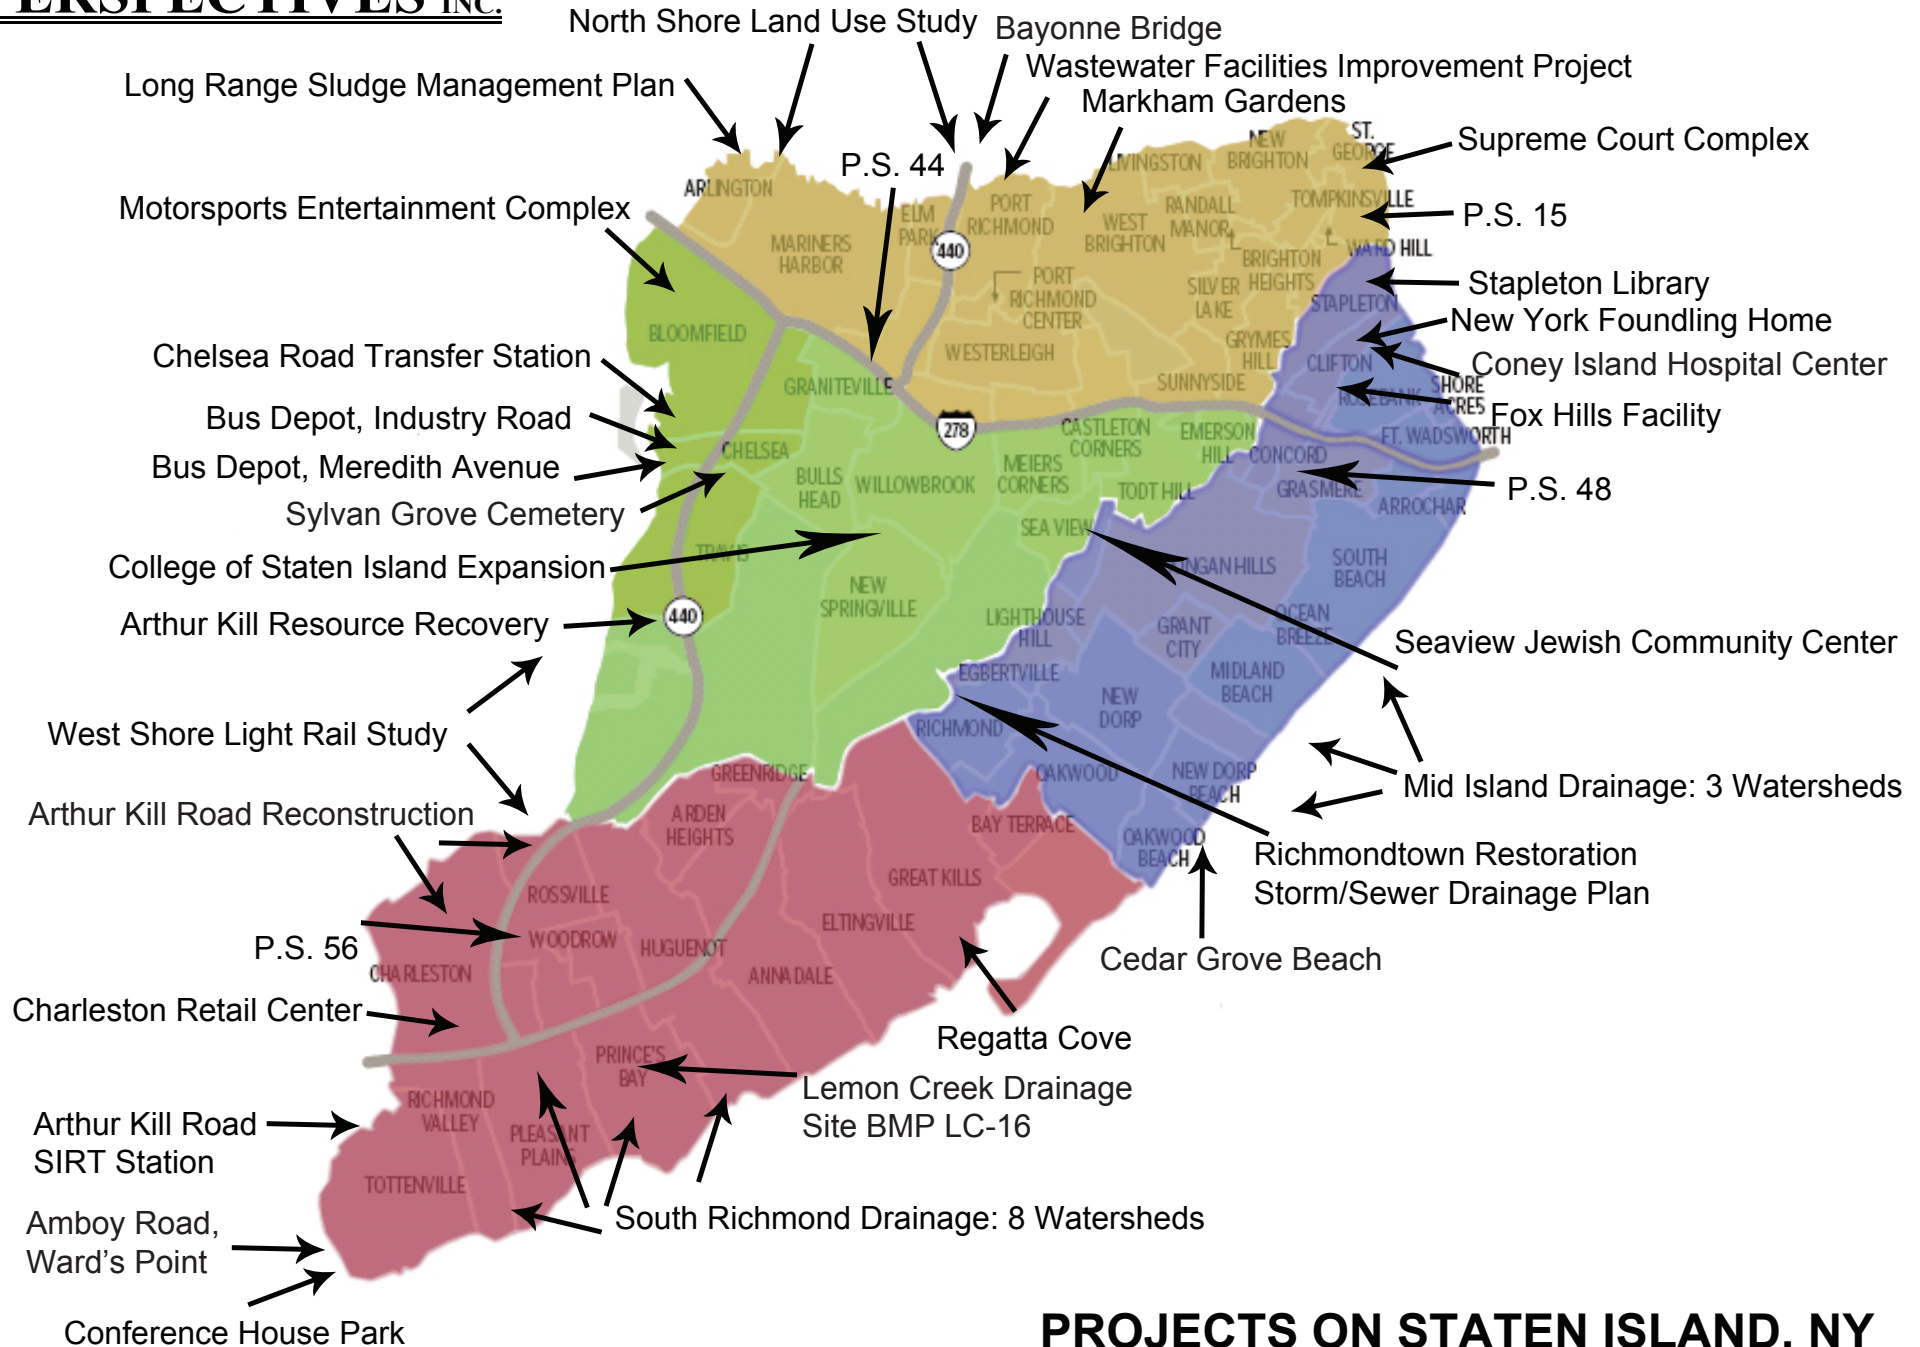 ERSPECTIVES INC.
North Shore Land Use Study
Bayonne Bridge
Wastewater Facilities Improvement Project
Long Range Sludge Management Plan
Markham Gardens
Supreme Court Complex
P.S. 44
Motorsports Entertainment Complex
P.S. 15
Stapleton Library
New York Foundling Home
Chelsea Road Transfer Station
Coney Island Hospital Center
Bus Depot, Industry Road
Fox Hills Facility
Bus Depot, Meredith Avenue
P.S. 48
Sylvan Grove Cemetery
College of Staten Island Expansion
Arthur Kill Resource Recovery
Seaview Jewish Community Center
West Shore Light Rail Study
Mid Island Drainage: 3 Watersheds
Arthur Kill Road Reconstruction
Richmondtown Restoration
Storm/Sewer Drainage Plan
P.S. 56
Cedar Grove Beach
Charleston Retail Center
Regatta Cove
Lemon Creek Drainage
Site BMP LC-16
Arthur Kill Road
SIRT Station
South Richmond Drainage: 8 Watersheds
Amboy Road,
Ward's Point
Conference House Park
PROJECTS ON STATEN ISLAND, NY
ARLINGTON
MARINERS
HARBOR
ELM
PARK
440
PORT
RICHMOND
LIVINGSTON
NEW
BRIGHTON
ST.
GEORGE
TOMPKINSVILLE
RANDALL
MANOR
WEST
BRIGHTON
WARD HILL
BRIGHTON
HEIGHTS
PORT
RICHMOND
CENTER
SILVER
LAKE
STAPLETON
GRYMES
HILL
CLIFTON
WESTERLEIGH
SUNNYSIDE
ROSEBANK
SHORE
ACRES
FT. WADSWORTH
BLOOMFIELD
GRANITEVILLE
278
CASTLETON
CORNERS
EMERSON
HILL
CONCORD
CHELSEA
BULLS
HEAD
WILLOWBROOK
MEIERS
CORNERS
TODT HILL
GRASMERE
ARROCHAR
SEA VIEW
TRAVIS
NGAN HILLS
SOUTH
BEACH
NEW
SPRINGVILLE
LIGHTHOUSE
HILL
GRANT
CITY
OCEAN
BREEZE
440
EGBERTVILLE
MIDLAND
BEACH
NEW
DORP
RICHMOND
OAKWOOD
NEW DORP
BEACH
GREENRIDGE
ARDEN
HEIGHTS
BAY TERRACE
OAKWOOD
BEACH
ROSSVILLE
GREAT KILLS
ELTINGVILLE
WOODROW
HUGUENOT
ANNADALE
CHARLESTON
PRINCE'S
BAY
RICHMOND
VALLEY
PLEASANT
PLAINS
TOTTENVILLE